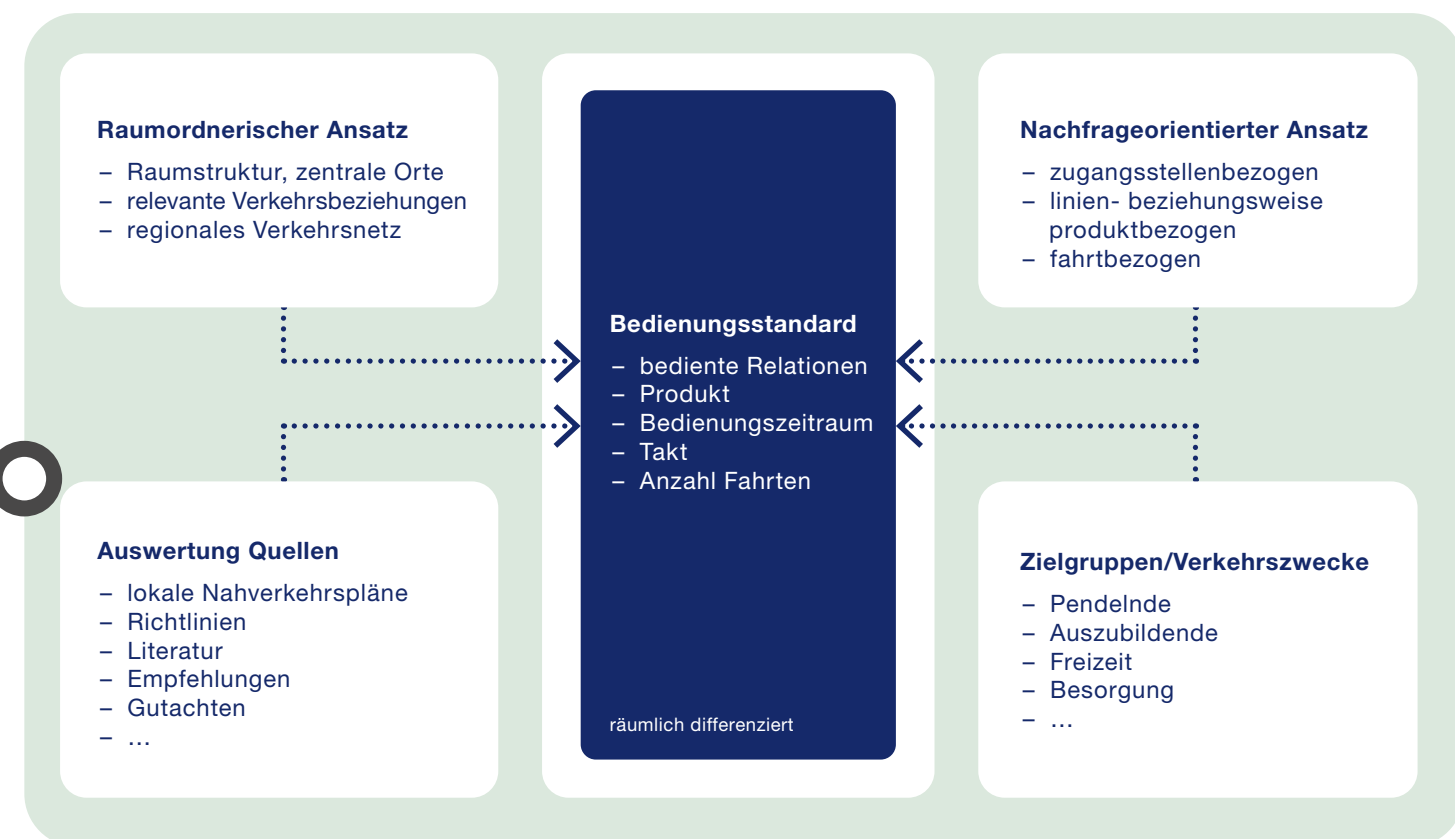 Raumordnerischer Ansatz
– Raumstruktur, zentrale Orte
– relevante Verkehrsbeziehungen
– regionales Verkehrsnetz
Auswertung Quellen
– lokale Nahverkehrspläne
– Richtlinien
– Literatur
– Empfehlungen
– Gutachten
– …
Bedienungsstandard
– bediente Relationen
– Produkt
– Bedienungszeitraum
– Takt
– Anzahl Fahrten
räumlich differenziert
Nachfrageorientierter Ansatz
– zugangsstellenbezogen
– linien- beziehungsweise
produktbezogen
– fahrtbezogen
Zielgruppen/Verkehrszwecke
– Pendelnde
– Auszubildende
– Freizeit
– Besorgung
– …